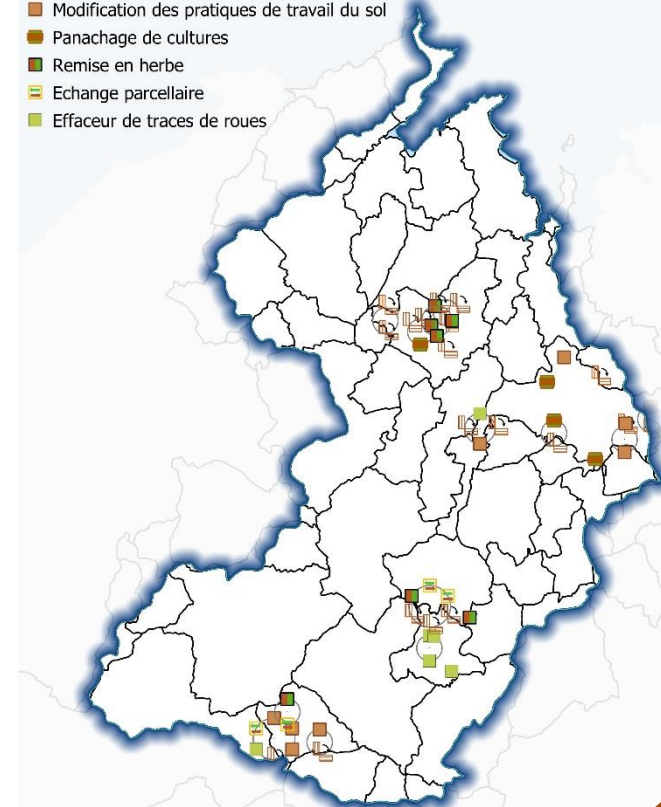 Modification des pratiques de travail du sol
Panachage de cultures
Remise en herbe
Echange parcellaire
Effaceur de traces de roues